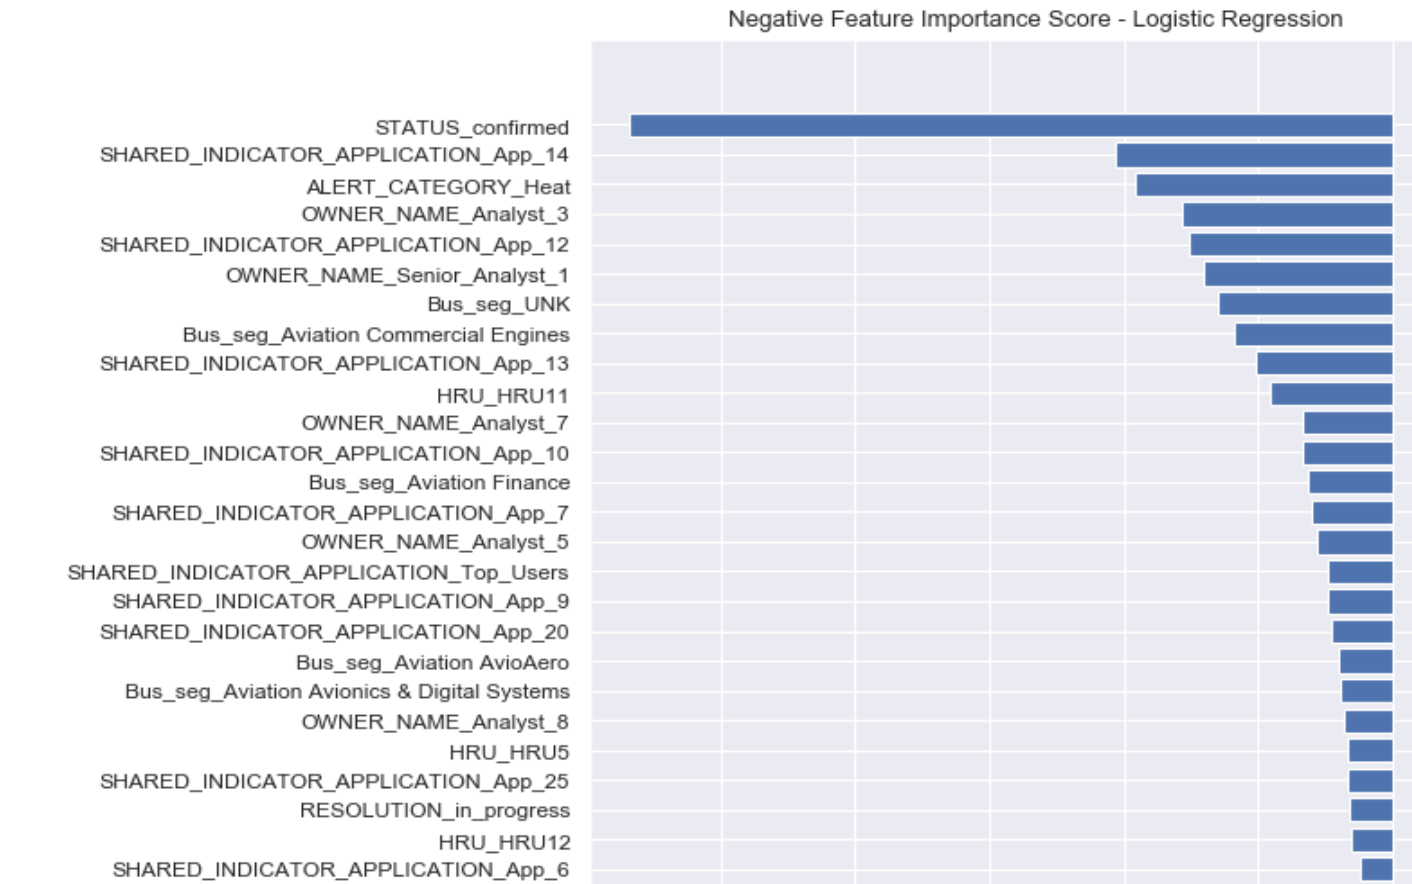 Negative Feature Importance Score - Logistic Regression
STATUS_confirmed
SHARED_INDICATOR_APPLICATION_App_14
ALERT_CATEGORY_Heat
OWNER_NAME_Analyst_3
SHARED_INDICATOR_APPLICATION_App_12
OWNER_NAME_Senior_Analyst_1
Bus_seg_UNK
Bus_seg_Aviation Commercial Engines
SHARED_INDICATOR_APPLICATION_App_13
HRU_HRU11
OWNER_NAME_Analyst_7
SHARED_INDICATOR_APPLICATION_App_10
Bus_seg_Aviation Finance
SHARED_INDICATOR_APPLICATION_App_7
OWNER_NAME_Analyst_5
SHARED_INDICATOR_APPLICATION_Top_Users
SHARED_INDICATOR_APPLICATION_App_9
SHARED_INDICATOR_APPLICATION_App_20
Bus_seg_Aviation AvioAero
Bus_seg_Aviation Avionics & Digital Systems
OWNER_NAME_Analyst_8
HRU_HRU5
SHARED_INDICATOR_APPLICATION_App_25
RESOLUTION_in_progress
HRU_HRU12
SHARED_INDICATOR_APPLICATION_App_6